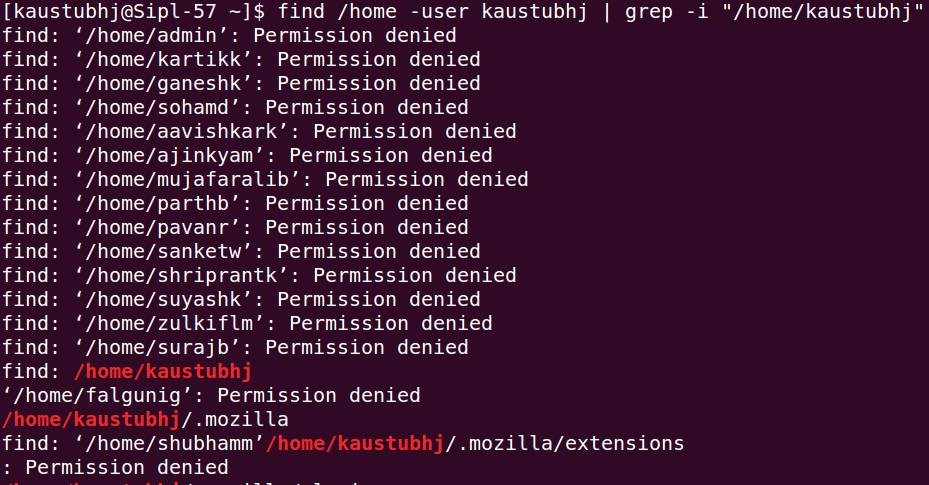 [kaustubhj@Sipl-57 ~]$ find /home -user kaustubhj | grep -i "/home/kaustubhj"
find: ‘/home/admin’: Permission denied
find: ‘/home/kartikk’: Permission denied
find: ‘/home/ganeshk’: Permission denied
find: ‘/home/sohamd’: Permission denied
find: ‘/home/aavishkark’: Permission denied
find: ‘/home/ajinkyam’: Permission denied
find: ‘/home/mujafaralib’: Permission denied
find: ‘/home/parthb’: Permission denied
find: ‘/home/pavanr’: Permission denied
find: ‘/home/sanketw’: Permission denied
find: ‘/home/shriprantk’: Permission denied
find: ‘/home/suyashk’: Permission denied
find: ‘/home/zulkiflm’: Permission denied
find: ‘/home/surajb’: Permission denied
find: /home/kaustubhj
‘/home/falgunig’: Permission denied
/home/kaustubhj/.mozilla
find: ‘/home/shubhamm’/home/kaustubhj/.mozilla/extensions
: Permission denied